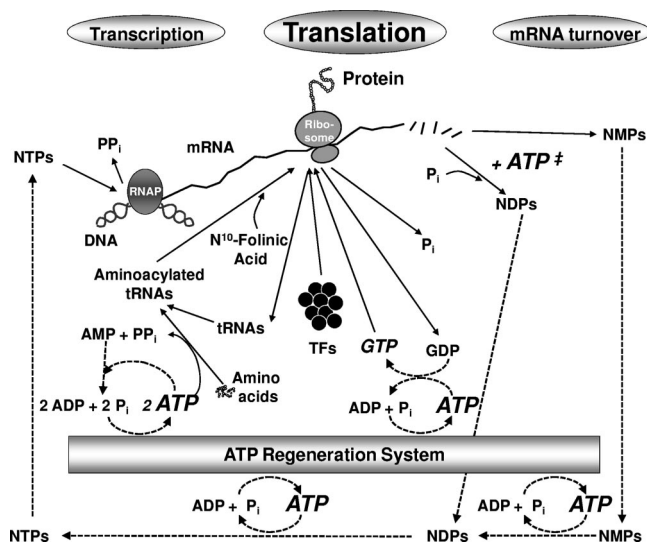 Transcription
Translation
mRNA turnover
Protein
Ribo-
some
PPi
mRNA
NTPs
RNAP
DNA
NMPs
+ ATP ‡
Pi
NDPs
N10-Folinic
Acid
Pi
Aminoacylated
tRNAs
AMP + PPi
tRNAs
TFs
GTP
GDP
Amino
acids
2 ADP + 2 Pi
2 ATP
ADP + Pi
ATP
ATP Regeneration System
ADP + Pi
ATP
ADP + Pi
ATP
NTPs
NDPs
NMPs